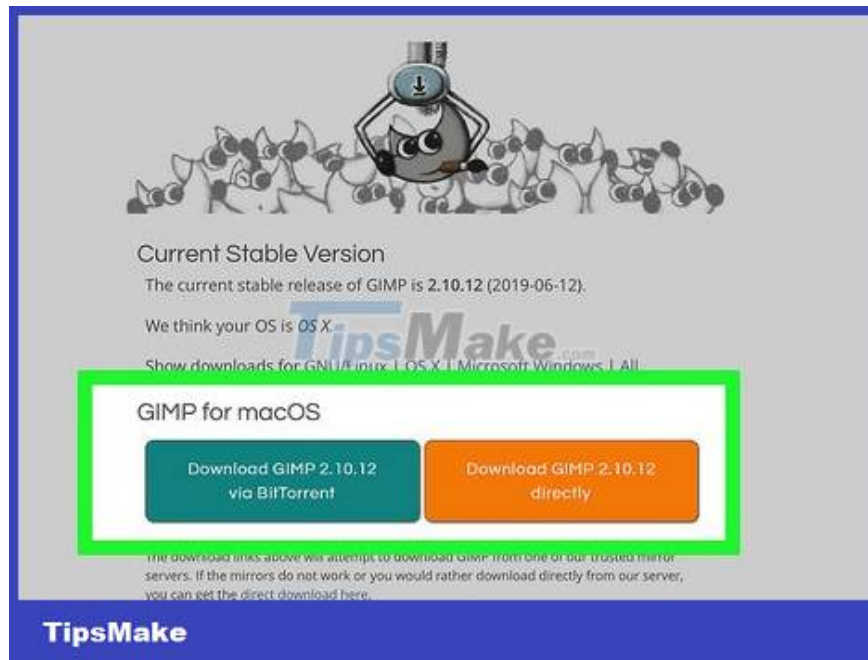 Current Stable Version
The current stable release of GIMP is 2.10.12 (2019-06-12).
We think your OS is OS X.
TipsMake.com
Show downloads for GNU/Linux | OS X | Microsoft Windows | All
GIMP for macOS
Download GIMP 2.10.12
via BitTorrent
Download GIMP 2.10.12
directly
The download links above will attempt to download GIMP from one of our trusted mirror
servers. If the mirrors do not work or you would rather download directly from our server,
you can get the direct download here.
TipsMake